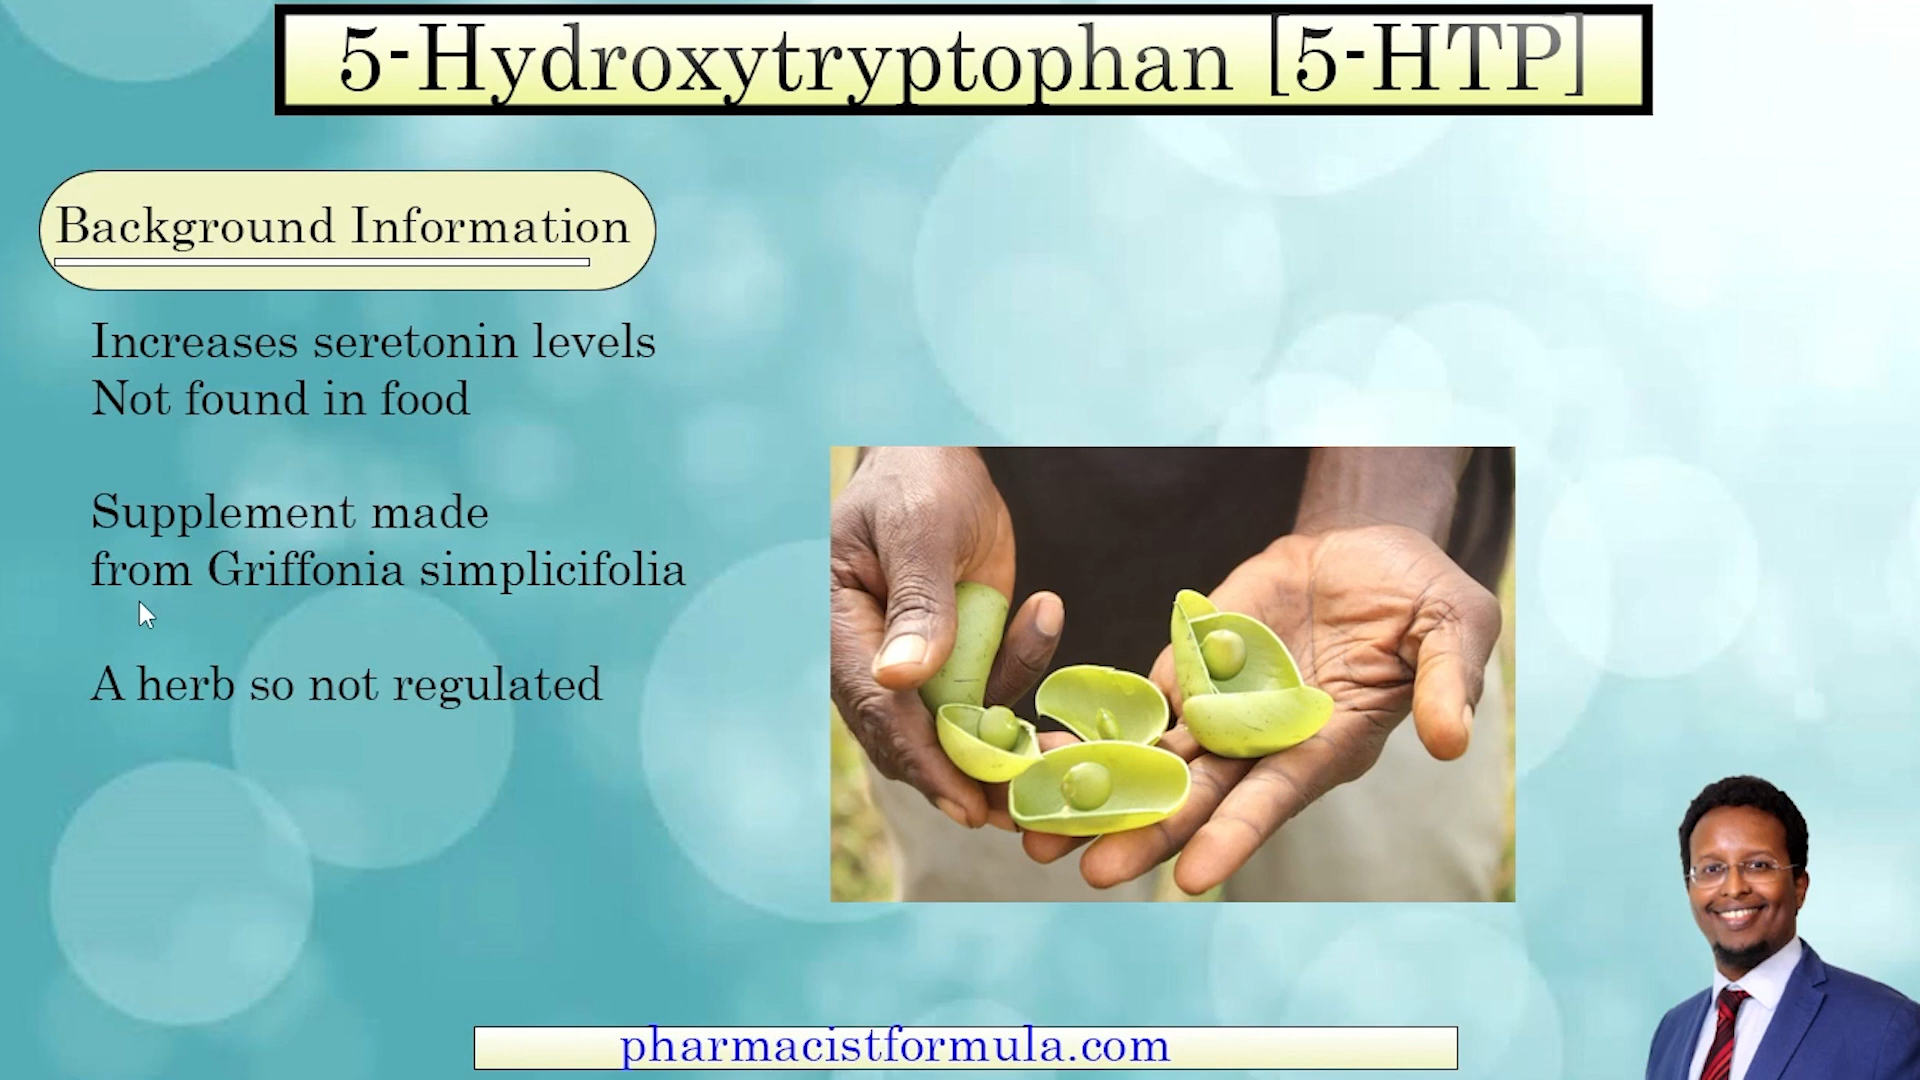 5-Hydroxytryptophan [5-HTP]
Background Information
Increases seretonin levels
Not found in food
Supplement made
from Griffonia simplicifolia
A herb so not regulated
pharmacistformula.com